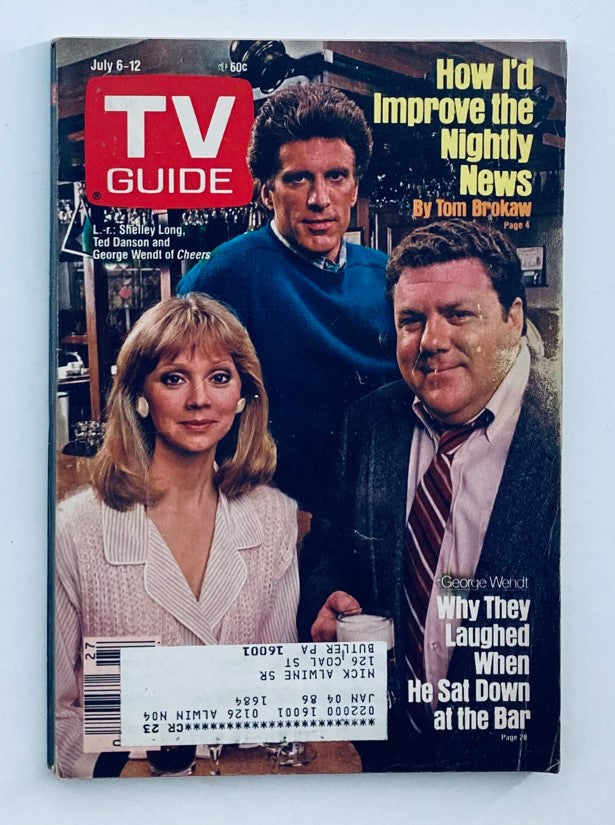 July 6-12
60¢
TV
GUIDE
®
L.-r.: Shelley Long,
Ted Danson and
George Wendt of Cheers
How I'd
Improve the
Nightly
News
By Tom Brokaw
Page 4
George Wendt
Why They
Laughed
When
He Sat Down
at the Bar
Page 28
27
0
****************CR 23
022000 16001 0126 ALWIN N04
JAN 04 86 1684
NICK ALWINE SR
126 COAL ST
BUTLER PA 16001